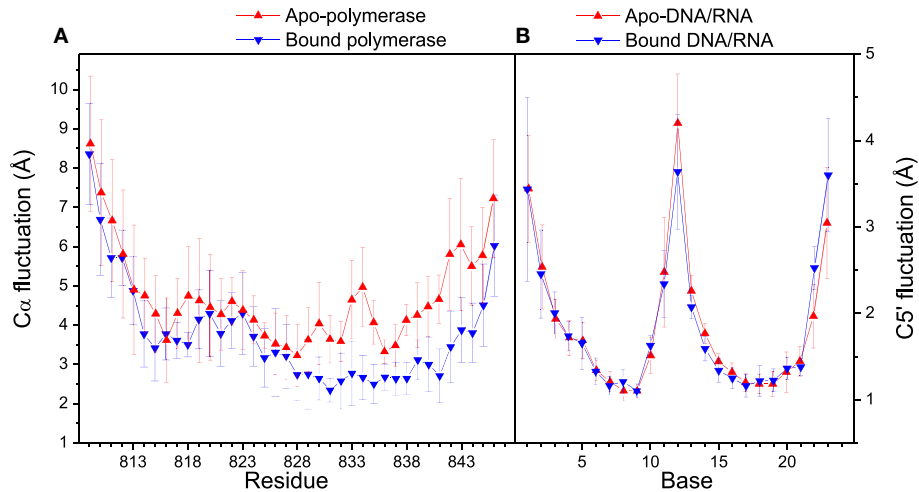 Apo-polymerase
Bound polymerase
Apo-DNA/RNA
Bound DNA/RNA
A
B
Cα fluctuation (Å)
10
9
8
7
6
5
4
3
2
1
813 818 823 828 833 838 843
Residue
5 10 15 20
Base
5
4
3
2
1
C5' fluctuation (Å)